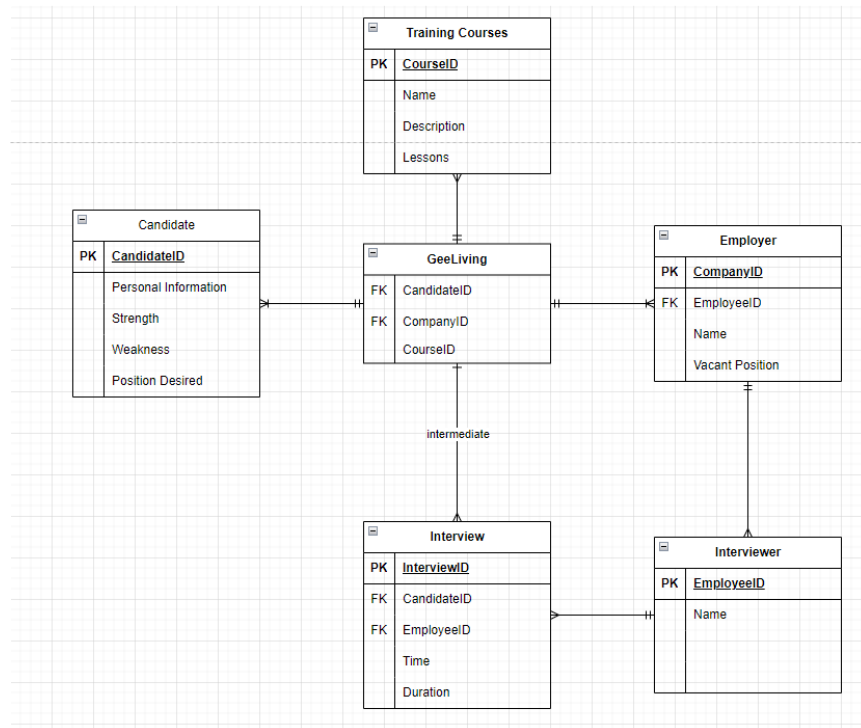 Training Courses
PK CourseID
Name
Description
Lessons
Candidate
PK CandidateID
Personal Information
Strength
Weakness
Position Desired
GeeLiving
FK CandidateID
FK CompanyID
CourseID
Employer
PK CompanyID
FK EmployeeID
Name
Vacant Position
intermediate
Interview
PK InterviewID
FK CandidateID
FK EmployeeID
Time
Duration
Interviewer
PK EmployeeID
Name